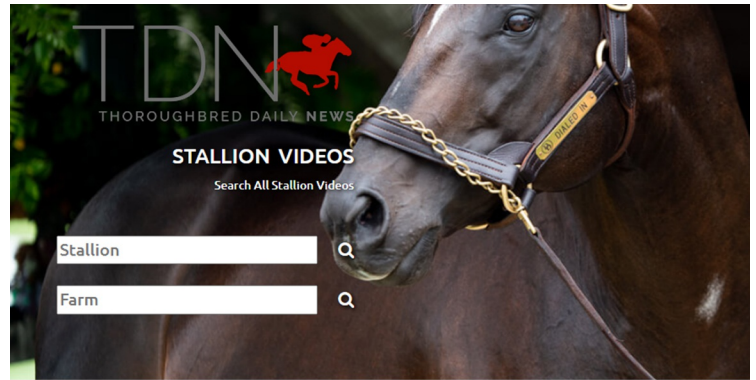 TDN
THOROUGHBRED DAILY NEWS
STALLION VIDEOS
Search All Stallion Videos
Stallion
Farm
DIALED IN